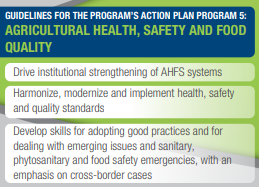 GUIDELINES FOR THE PROGRAM'S ACTION PLAN PROGRAM 5:
AGRICULTURAL HEALTH, SAFETY AND FOOD
QUALITY
Drive institutional strengthening of AHFS systems
Harmonize, modernize and implement health, safety
and quality standards
Develop skills for adopting good practices and for
dealing with emerging issues and sanitary,
phytosanitary and food safety emergencies, with an
emphasis on cross-border cases